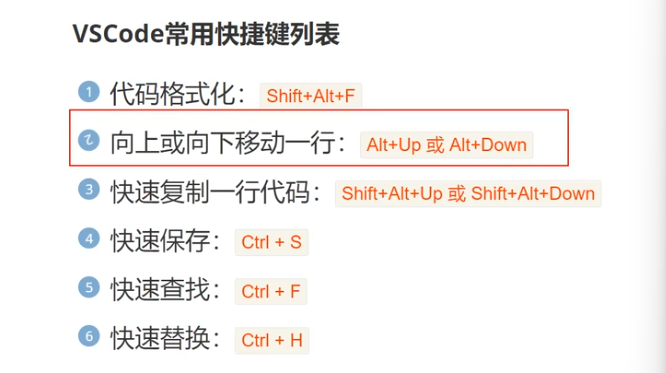 VSCode常用快捷键列表
1 代码格式化：Shift+Alt+F
2 向上或向下移动一行：Alt+Up 或 Alt+Down
3 快速复制一行代码：Shift+Alt+Up 或 Shift+Alt+Down
4 快速保存：Ctrl + S
5 快速查找：Ctrl + F
6 快速替换：Ctrl + H